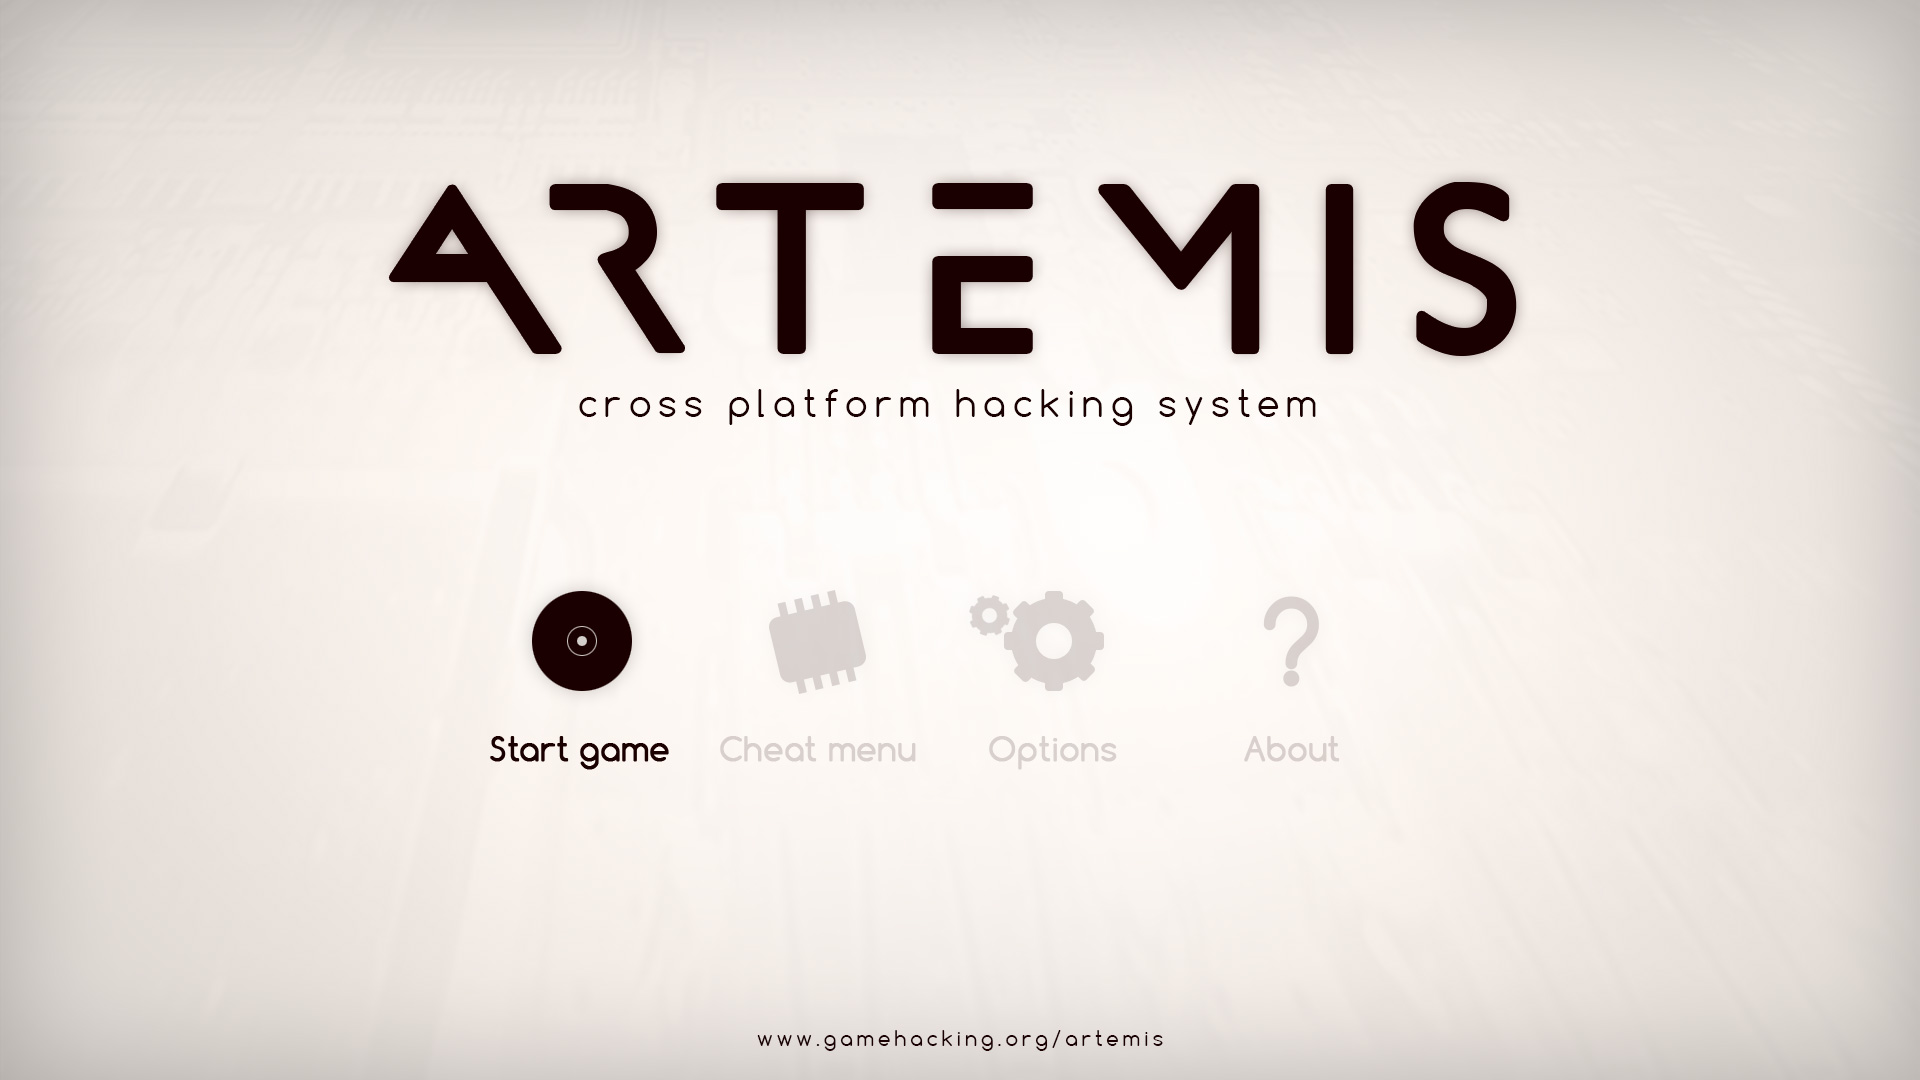 ARTEMIS
cross platform hacking system
Start game
Cheat menu
Options
About
www.gamehacking.org/artemis